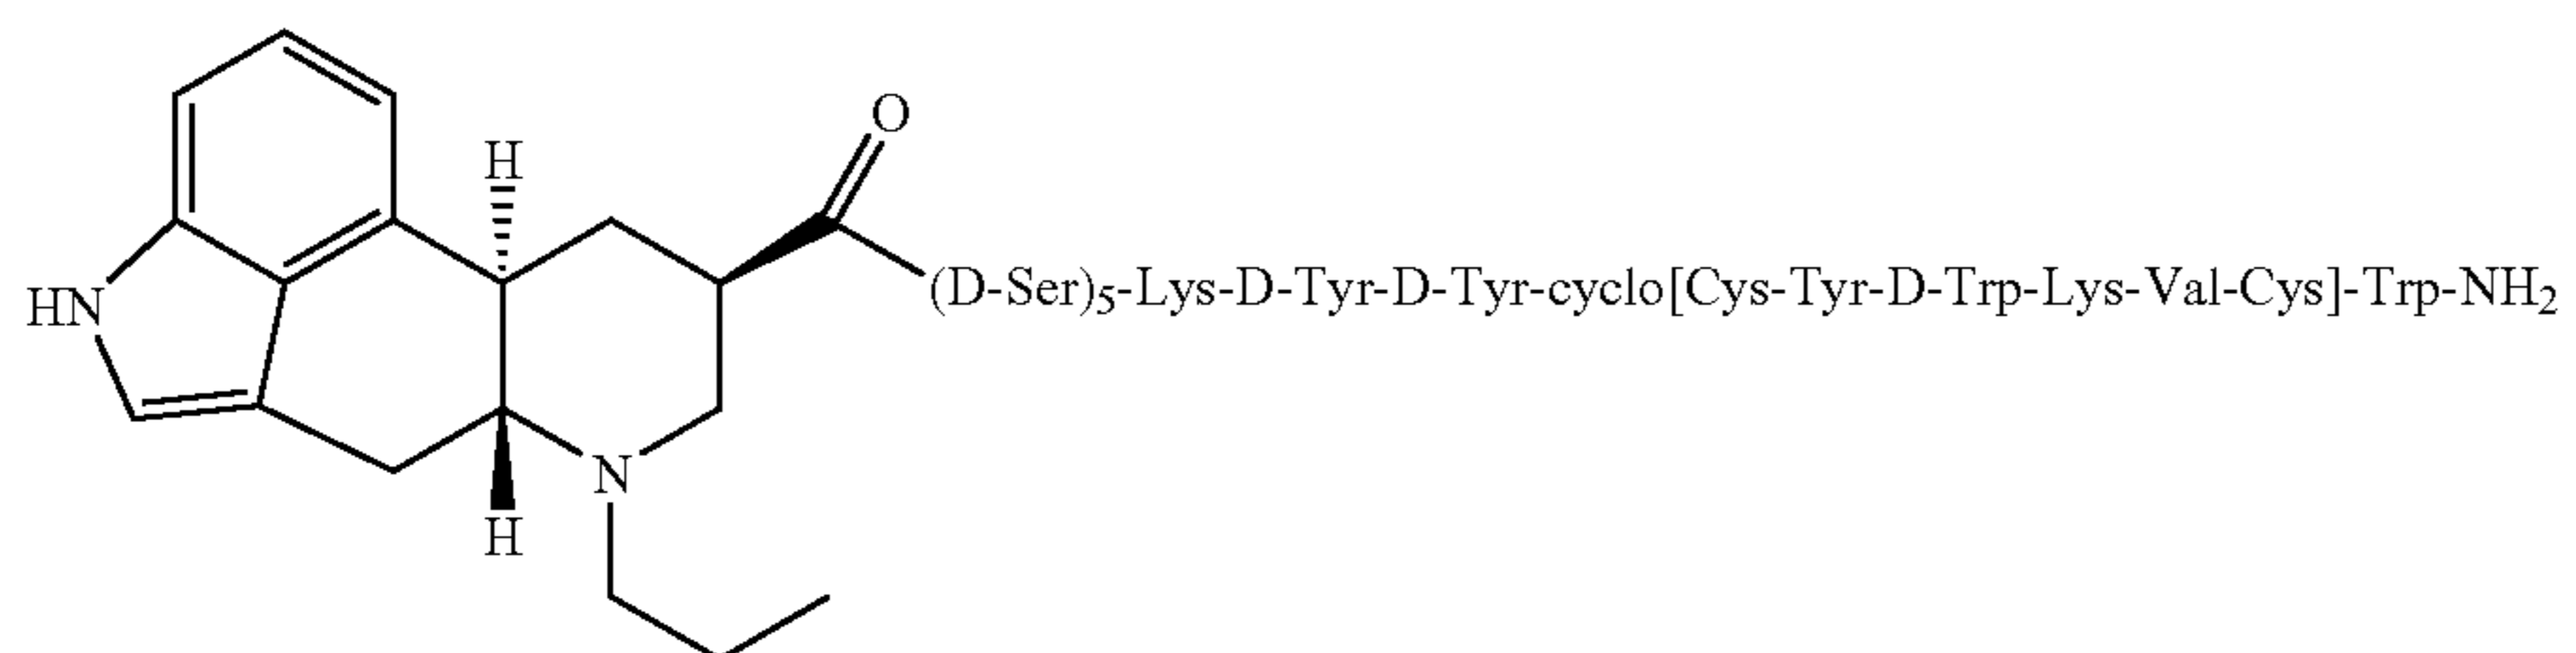 O
H
(D-Ser)5-Lys-D-Tyr-D-Tyr-cyclo[Cys-Tyr-D-Trp-Lys-Val-Cys]-Trp-NH2
HN
N
H